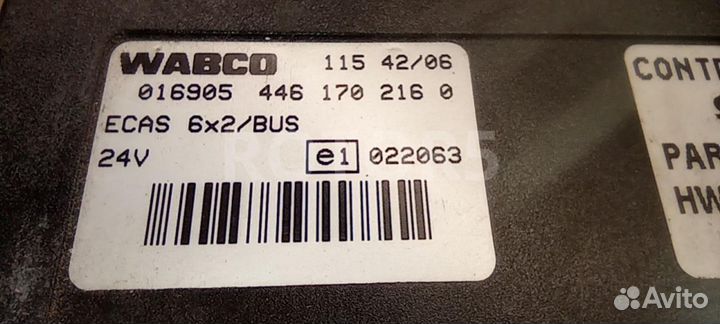 WABCO 115 42/06
016905 446 170 216 0
ECAS 6x2/BUS
24V e1 022063
CONT
PAR
HW
Avito